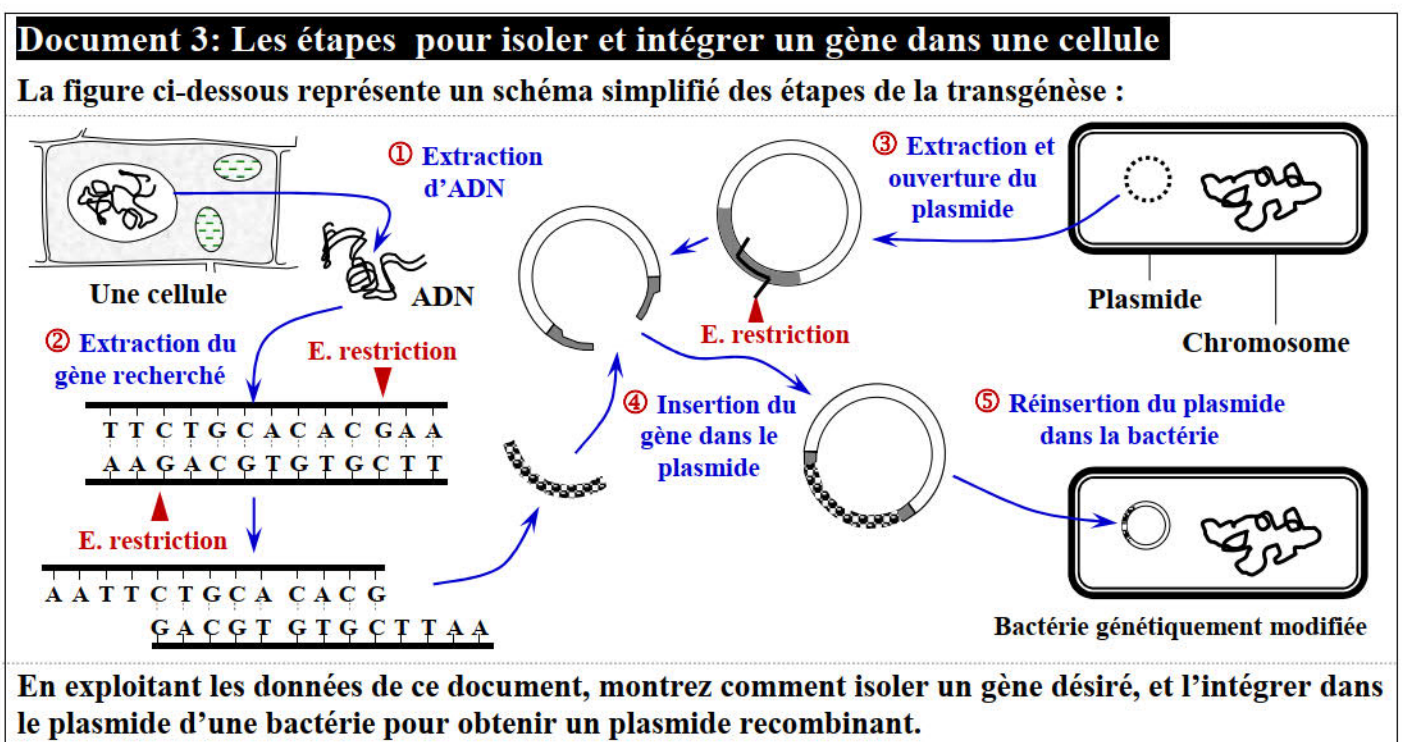 Document 3: Les étapes pour isoler et intégrer un gène dans une cellule
La figure ci-dessous représente un schéma simplifié des étapes de la transgénèse :
① Extraction
d’ADN
Une cellule
ADN
② Extraction du
gène recherché
E. restriction
T T C T G C A C A C G A A
A A G A C G T G T G C T T
E. restriction
A A T T C T G C A C A C G
G A C G T G T G C T T A A
③ Extraction et
ouverture du
plasmide
E. restriction
Plasmide
Chromosome
④ Insertion du
gène dans le
plasmide
⑤ Réinsertion du plasmide
dans la bactérie
Bactérie génétiquement modifiée
En exploitant les données de ce document, montrez comment isoler un gène désiré, et l’intégrer dans
le plasmide d’une bactérie pour obtenir un plasmide recombinant.